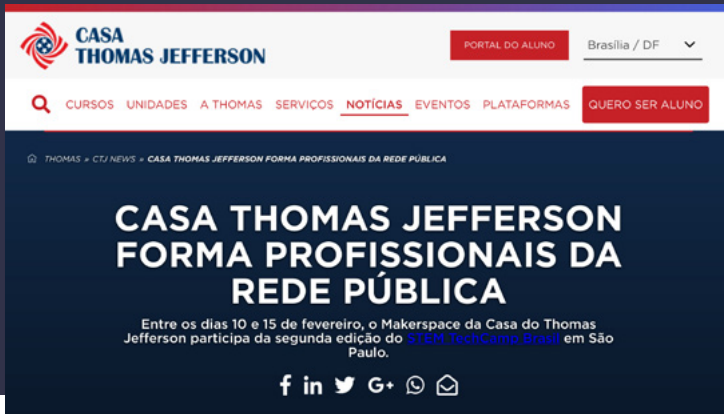 CASA
THOMAS JEFFERSON
PORTAL DO ALUNO
Brasília / DF
CURSOS UNIDADES A THOMAS SERVIÇOS NOTÍCIAS EVENTOS PLATAFORMAS QUERO SER ALUNO
THOMAS » CTJ NEWS » CASA THOMAS JEFFERSON FORMA PROFISSIONAIS DA REDE PÚBLICA
CASA THOMAS JEFFERSON
FORMA PROFISSIONAIS DA
REDE PÚBLICA
Entre os dias 10 e 15 de fevereiro, o Makerspace da Casa do Thomas
Jefferson participa da segunda edição do STEM TechCamp Brasil em São
Paulo.
f in G+